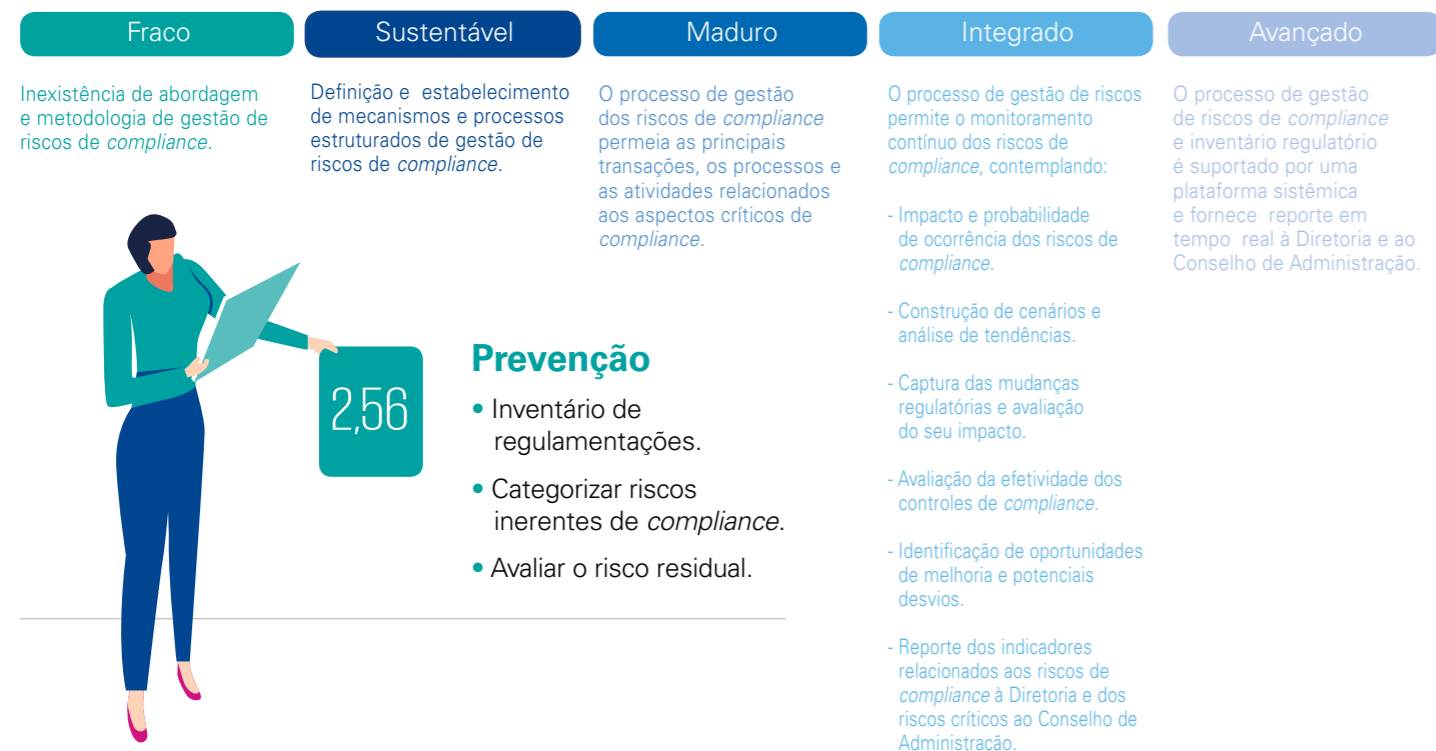 Fraco
Inexistência de abordagem
e metodologia de gestão de
riscos de compliance.
Sustentável
Definição e estabelecimento
de mecanismos e processos
estruturados de gestão de
riscos de compliance.
Maduro
O processo de gestão
dos riscos de compliance
permeia as principais
transações, os processos e
as atividades relacionados
aos aspectos críticos de
compliance.
Integrado
O processo de gestão de riscos
permite o monitoramento
contínuo dos riscos de
compliance, contemplando:
- Impacto e probabilidade
de ocorrência dos riscos de
compliance.
- Construção de cenários e
análise de tendências.
- Captura das mudanças
regulatórias e avaliação
do seu impacto.
- Avaliação da efetividade dos
controles de compliance.
- Identificação de oportunidades
de melhoria e potenciais
desvios.
- Reporte dos indicadores
relacionados aos riscos de
compliance à Diretoria e dos
riscos críticos ao Conselho de
Administração.
Avançado
O processo de gestão
de riscos de compliance
e inventário regulatório
é suportado por uma
plataforma sistêmica
e fornece reporte em
tempo real à Diretoria e ao
Conselho de Administração.
2,56
Prevenção
• Inventário de
regulamentações.
• Categorizar riscos
inerentes de compliance.
• Avaliar o risco residual.